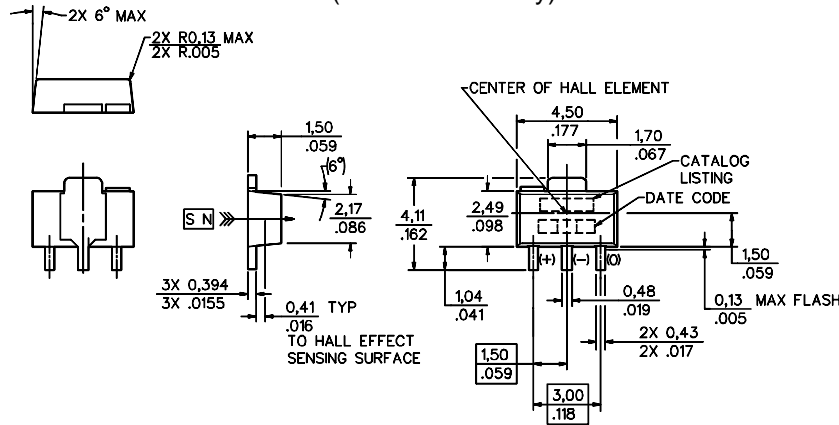 2X 6° MAX
2X R0,13 MAX
2X R.005
CENTER OF HALL ELEMENT
4,50
.177
1,50
.059
1,70
.067
(6°)
CATALOG
LISTING
DATE CODE
S N
2,17
.086
4,11
.162
2,49
.098
(+) (-) (O)
1,50
.059
3X 0,394
3X .0155
0,41 TYP
.016
TO HALL EFFECT
SENSING SURFACE
1,04
.041
0,48
.019
0,13 MAX FLASH
.005
2X 0,43
2X .017
1,50
.059
3,00
.118